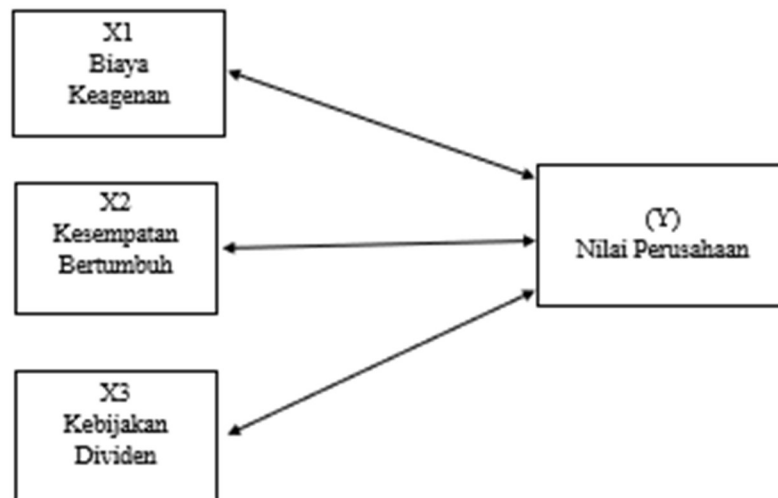 X1
Biaya
Keagenan
X2
Kesempatan
Bertumbuh
X3
Kebijakan
Dividen
(Y)
Nilai Perusahaan